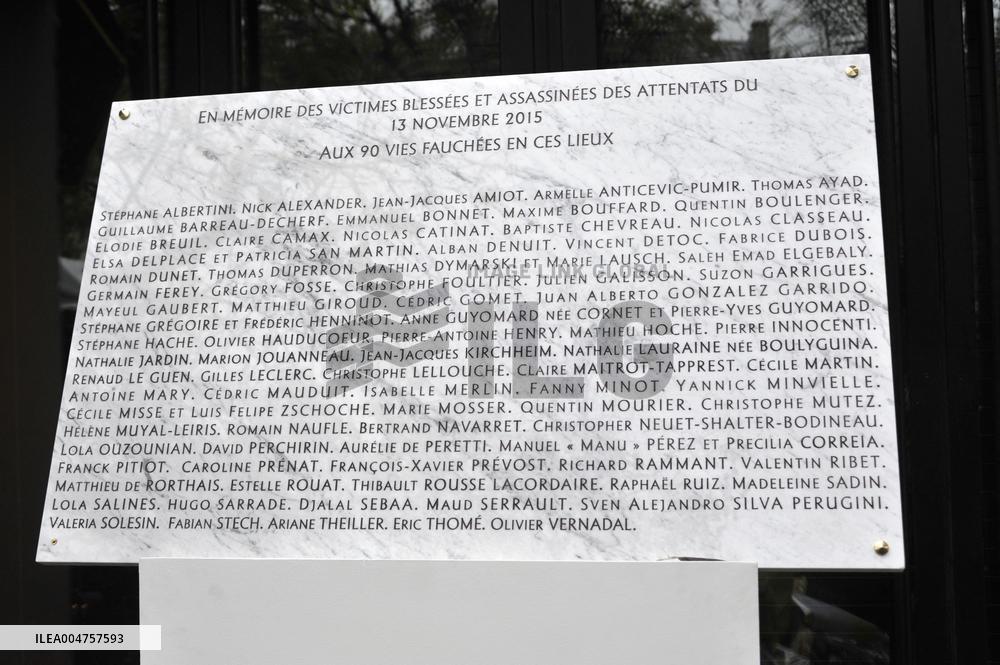 EN MÉMOIRE DES VICTIMES BLESSÉES ET ASSASSINÉES DES ATTENTATS DU
13 NOVEMBRE 2015
AUX 90 VIES FAUCHÉES EN CES LIEUX
STÉPHANE ALBERTINI. NICK ALEXANDER. JEAN-JACQUES AMIOT. ARMELLE ANTICEVIC-PUMIR. THOMAS AYAD.
GUILLAUME BARREAU-DECHERF. EMMANUEL BONNET. MAXIME BOUFFARD. QUENTIN BOULENGER.
ELODIE BREUIL. CLAIRE CAMAX. NICOLAS CATINAT. BAPTISTE CHEVREAU. NICOLAS CLASSEAU.
ELSA DELPLACE ET PATRICIA SAN MARTIN. ALBAN DENUIT. VINCENT DETOC. FABRICE DUBOIS.
ROMAIN DUNET. THOMAS DUPERRON. MATHIAS DYMARSKI ET MARIE LAUSCH. SALEH EMAD ELGEBALY.
GERMAIN FEREY. GRÉGORY FOSSE. CHRISTOPHE FOULTIER. JULIEN GALISSON. SUZON GARRIGUES.
MAYEUL GAUBERT. MATTHIEU GIROUD. CÉDRIC GOMET. JUAN ALBERTO GONZALEZ GARRIDO.
STÉPHANE GRÉGOIRE ET FRÉDÉRIC HENNINOT. ANNE GUYOMARD NÉE CORNET ET PIERRE-YVES GUYOMARD.
STÉPHANE HACHE. OLIVIER HAUDUCOEUR. PIERRE-ANTOINE HENRY. MATHIEU HOCHE. PIERRE INNOCENTI.
NATHALIE JARDIN. MARION JOUANNEAU. JEAN-JACQUES KIRCHHEIM. NATHALIE LAURAINE NÉE BOULYGUINA.
RENAUD LE GUEN. GILLES LECLERC. CHRISTOPHE LELLOUCHE. CLAIRE MAITROT-TAPPREST. CÉCILE MARTIN.
ANTOINE MARY. CÉDRIC MAUDUIT. ISABELLE MERLIN. FANNY MINOT. YANNICK MINVIELLE.
CÉCILE MISSE ET LUIS FELIPE ZSCHOCHE. MARIE MOSSER. QUENTIN MOURIER. CHRISTOPHE MUTEZ.
HÉLÈNE MUYAL-LEIRIS. ROMAIN NAUFLE. BERTRAND NAVARRET. CHRISTOPHER NEUET-SHALTER-BODINEAU.
LOLA OUZOUNIAN. DAVID PERCHIRIN. AURÉLIE DE PERETTI. MANUEL « MANU » PÉREZ ET PRECILIA CORREIA.
FRANCK PITIOT. CAROLINE PRÉNAT. FRANÇOIS-XAVIER PRÉVOST. RICHARD RAMMANT. VALENTIN RIBET.
MATTHIEU DE RORTHAIS. ESTELLE ROUAT. THIBAULT ROUSSE LACORDAIRE. RAPHAËL RUIZ. MADELEINE SADIN.
LOLA SALINES. HUGO SARRADE. DJALAL SEBAA. MAUD SERRAULT. SVEN ALEJANDRO SILVA PERUGINI.
VALERIA SOLESIN. FABIAN STECH. ARIANE THEILLER. ERIC THOMÉ. OLIVIER VERNADAL.
IMAGE LINK GLOBAL
ILG
ILEA004757593